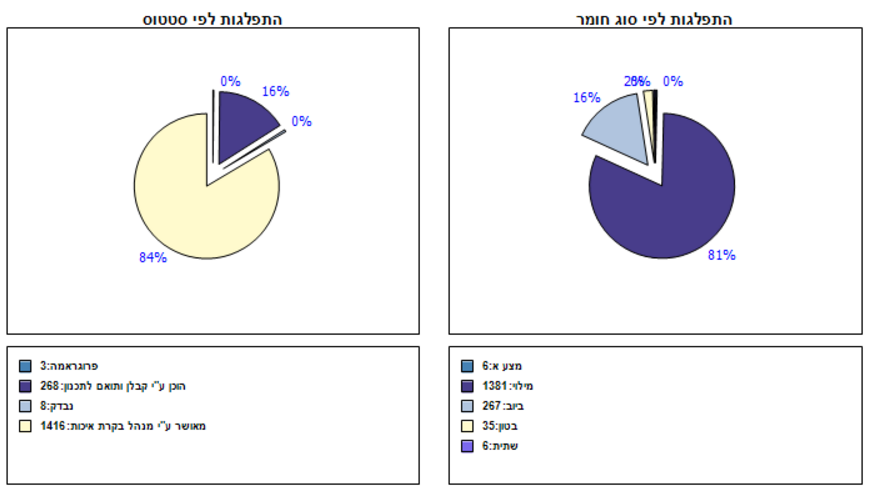 התפלגות לפי סטטוס
0%
16%
0%
84%
פרוגראמה:3
הוכן ע"י קבלן ותואם לתכנון:268
נבדק:8
מאושר ע"י מנהל בקרת איכות:1416
התפלגות לפי סוג חומר
16%
2%
0%
0%
81%
מצע א:6
מילוי:1381
ביוב:267
בטון:35
שתית:6